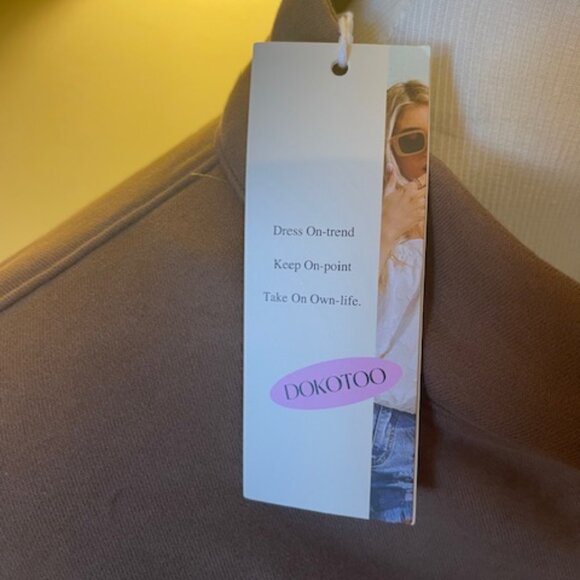 Dress On-trend
Keep On-point
Take On Own-life.
DOKOTOO